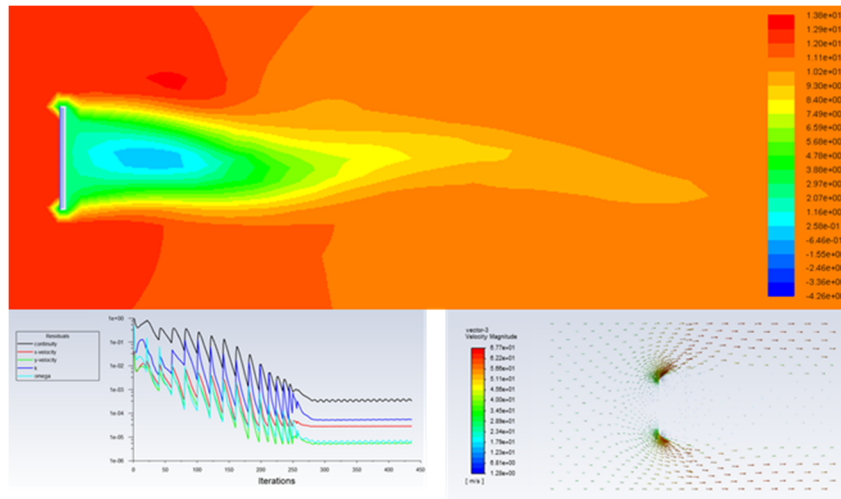 1.38e+01
1.29e+01
1.20e+01
1.11e+01
1.02e+01
9.30e+00
8.40e+00
7.49e+00
6.59e+00
5.68e+00
4.78e+00
3.88e+00
2.97e+00
2.07e+00
1.16e+00
2.58e-01
-6.46e-01
-1.55e+00
-2.46e+00
-3.36e+00
-4.26e+00
Residuals
continuity
x-velocity
y-velocity
k
omega
1e+00
1e-01
1e-02
1e-03
1e-04
1e-05
1e-06
0 50 100 150 200 250 300 350 400 450
Iterations
vector-3
Velocity Magnitude
6.77e+01
6.22e+01
5.66e+01
5.11e+01
4.56e+01
4.00e+01
3.45e+01
2.89e+01
2.34e+01
1.79e+01
1.23e+01
6.81e+00
1.28e+00
[ m/s ]